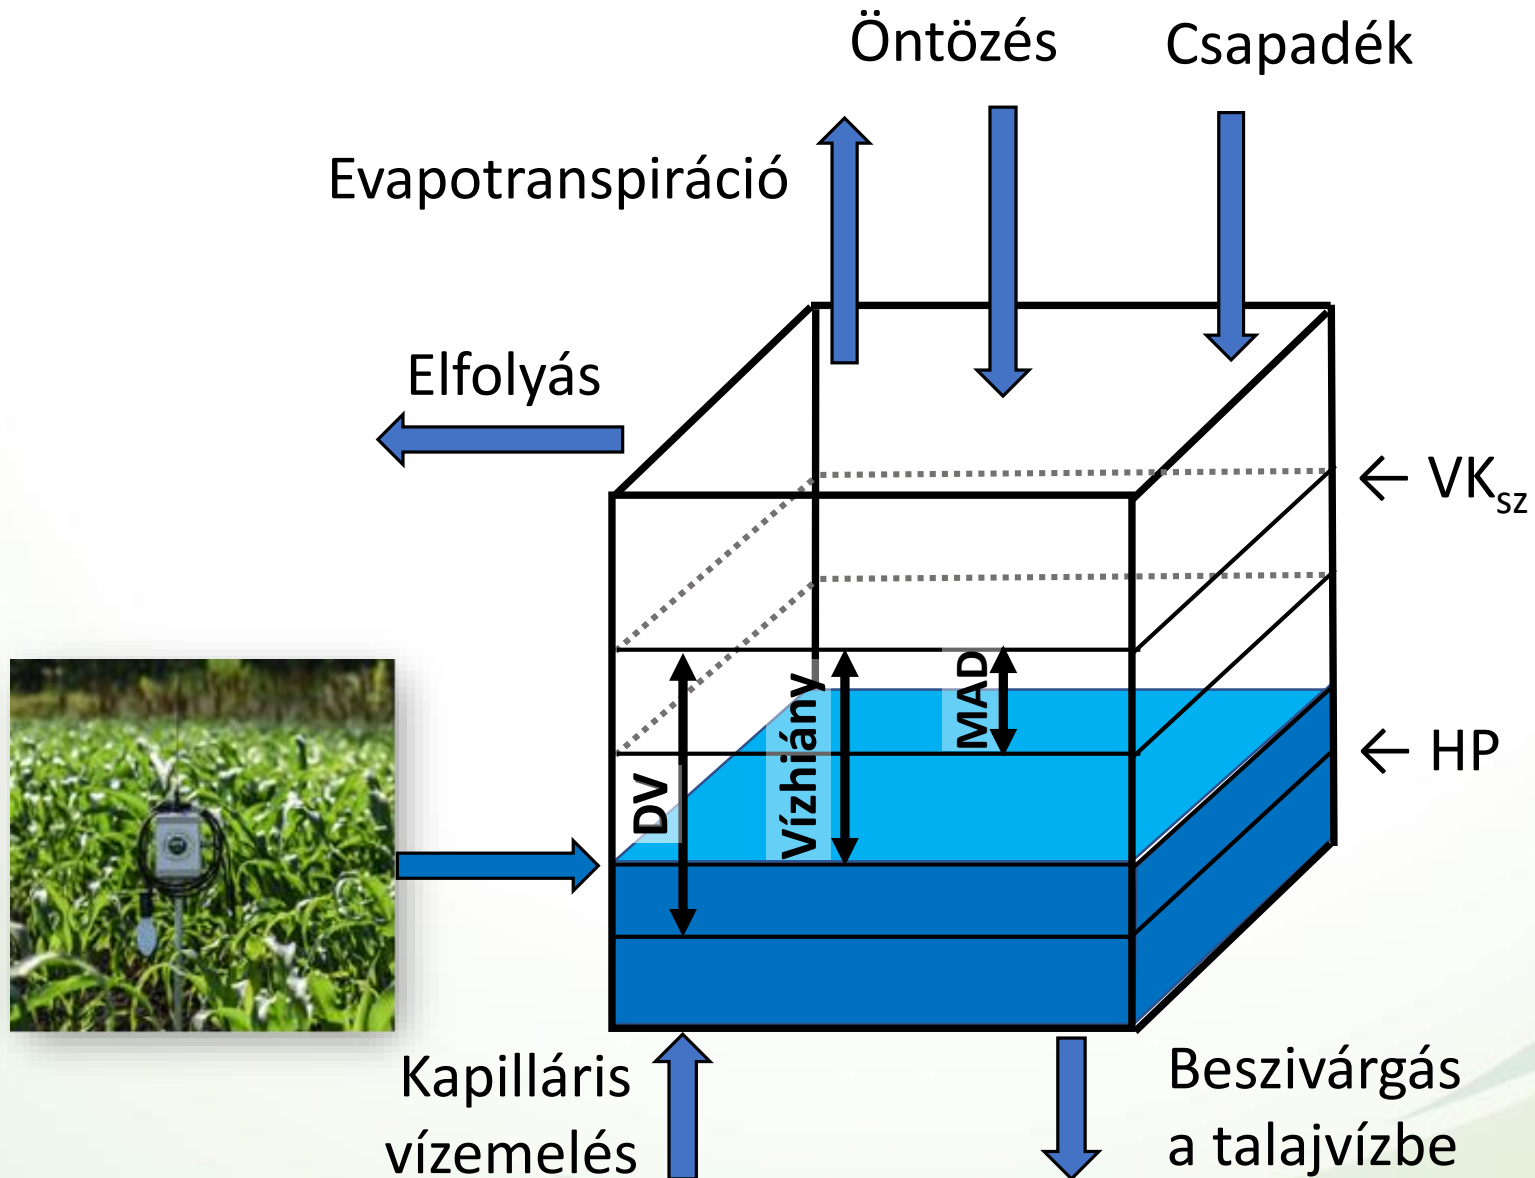 Öntözés
Csapadék
Evapotranspiráció
Elfolyás
← VKsz
MAD
Vízhiány
DV
← HP
Kapilláris
vízemelés
Beszivárgás
a talajvízbe